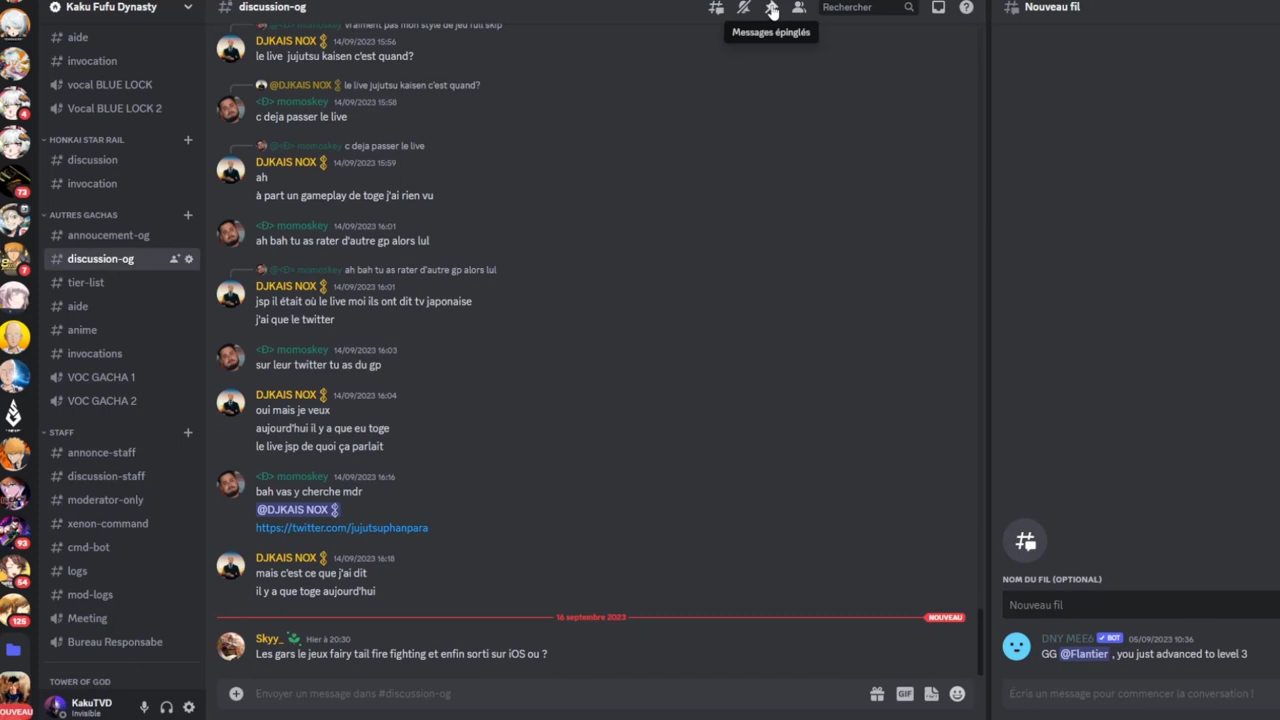 Kaku Fufu Dynasty
aide
invocation
vocal BLUE LOCK
Vocal BLUE LOCK 2
HONKAI STAR RAIL
discussion
invocation
AUTRES GACHAS
annoucement-og
discussion-og
tier-list
aide
anime
invocations
VOC GACHA 1
VOC GACHA 2
STAFF
annonce-staff
discussion-staff
moderator-only
xenon-command
cmd-bot
logs
mod-logs
Meeting
Bureau Responsabe
TOWER OF GOD
KakuTVD
Invisible
4
73
7
93
54
125
NOUVEAU
discussion-og
Rechercher
Messages épinglés
vraiment pas mon style de jeu full skip
DJKAIS NOX 14/09/2023 15:56
le live jujutsu kaisen c'est quand?
@DJKAIS NOX le live jujutsu kaisen c'est quand?
<Ð> momoskey 14/09/2023 15:58
c deja passer le live
@<Ð> momoskey c deja passer le live
DJKAIS NOX 14/09/2023 15:59
ah
à part un gameplay de toge j'ai rien vu
<Ð> momoskey 14/09/2023 16:01
ah bah tu as rater d'autre gp alors lul
@<Ð> momoskey ah bah tu as rater d'autre gp alors lul
DJKAIS NOX 14/09/2023 16:01
jsp il était où le live moi ils ont dit tv japonaise
j'ai que le twitter
<Ð> momoskey 14/09/2023 16:03
sur leur twitter tu as du gp
DJKAIS NOX 14/09/2023 16:04
oui mais je veux
aujourd'hui il y a que eu toge
le live jsp de quoi ça parlait
<Ð> momoskey 14/09/2023 16:16
bah vas y cherche mdr
@DJKAIS NOX
https://twitter.com/jujutsuphanpara
DJKAIS NOX 14/09/2023 16:18
mais c'est ce que j'ai dit
il y a que toge aujourd'hui
16 septembre 2023 NOUVEAU
Skyy_ Hier à 20:30
Les gars le jeux fairy tail fire fighting et enfin sorti sur iOS ou ?
Envoyer un message dans #discussion-og
GIF
Nouveau fil
NOM DU FIL (OPTIONAL)
Nouveau fil
DNY MEE6 BOT 05/09/2023 10:36
GG @Flantier , you just advanced to level 3
Écris un message pour commencer la conversation !